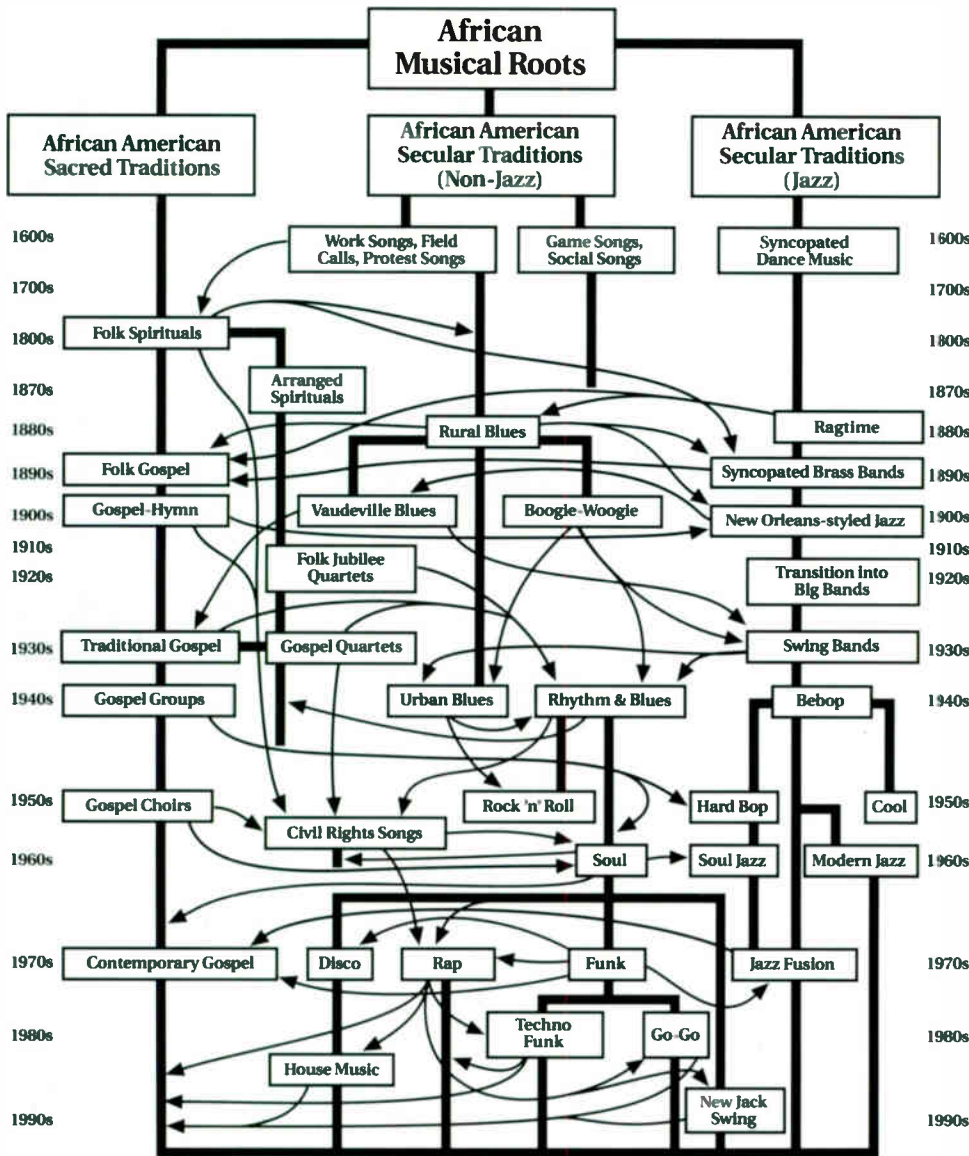 African
Musical Roots
African American
Sacred Traditions
African American
Secular Traditions
(Non-Jazz)
African American
Secular Traditions
(Jazz)
1600s
Work Songs, Field
Calls, Protest Songs
Game Songs,
Social Songs
Syncopated
Dance Music
1600s
1700s
1700s
Folk Spirituals
1800s
1800s
Arranged
Spirituals
1870s
1870s
Rural Blues
Ragtime
1880s
1880s
Folk Gospel
Syncopated Brass Bands
1890s
1890s
Gospel-Hymn
Vaudeville Blues
Boogie-Woogie
New Orleans-styled Jazz
1900s
1900s
1910s
1910s
Folk Jubilee
Quartets
Transition into
Big Bands
1920s
1920s
Traditional Gospel
Gospel Quartets
Swing Bands
1930s
1930s
Gospel Groups
Urban Blues
Rhythm & Blues
Bebop
1940s
1940s
1950s
Gospel Choirs
Rock 'n' Roll
Hard Bop
Cool
1950s
Civil Rights Songs
1960s
Soul
Soul Jazz
Modern Jazz
1960s
1970s
Contemporary Gospel
Disco
Rap
Funk
Jazz Fusion
1970s
Techno
Funk
Go-Go
1980s
1980s
House Music
New Jack
Swing
1990s
1990s